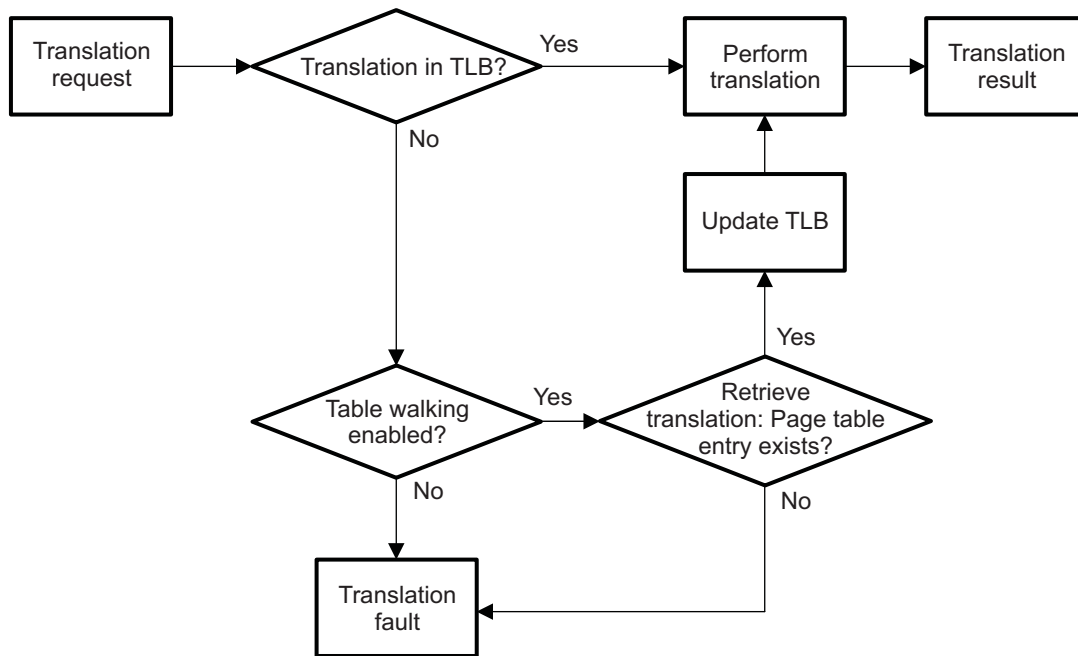 Translation
request
Translation in TLB?
Yes
Perform
translation
Translation
result
No
Update TLB
Yes
Table walking
enabled?
Yes
Retrieve
translation: Page table
entry exists?
No
No
Translation
fault